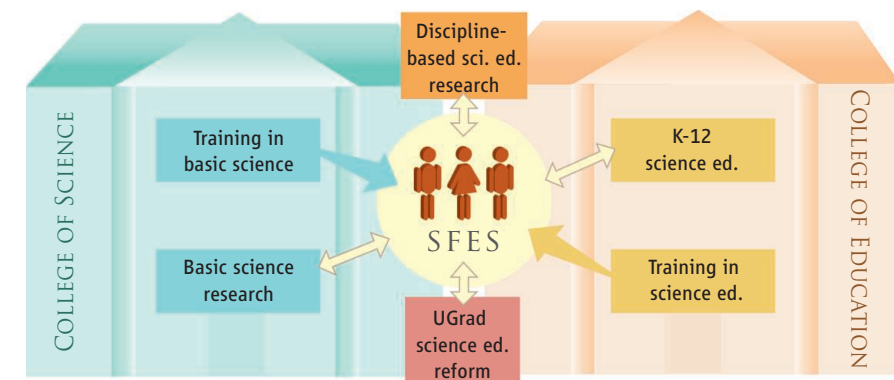 COLLEGE OF SCIENCE
Discipline-
based sci. ed.
research
Training in
basic science
Basic science
research
SFES
UGrad
science ed.
reform
K-12
science ed.
Training in
science ed.
COLLEGE OF EDUCATION